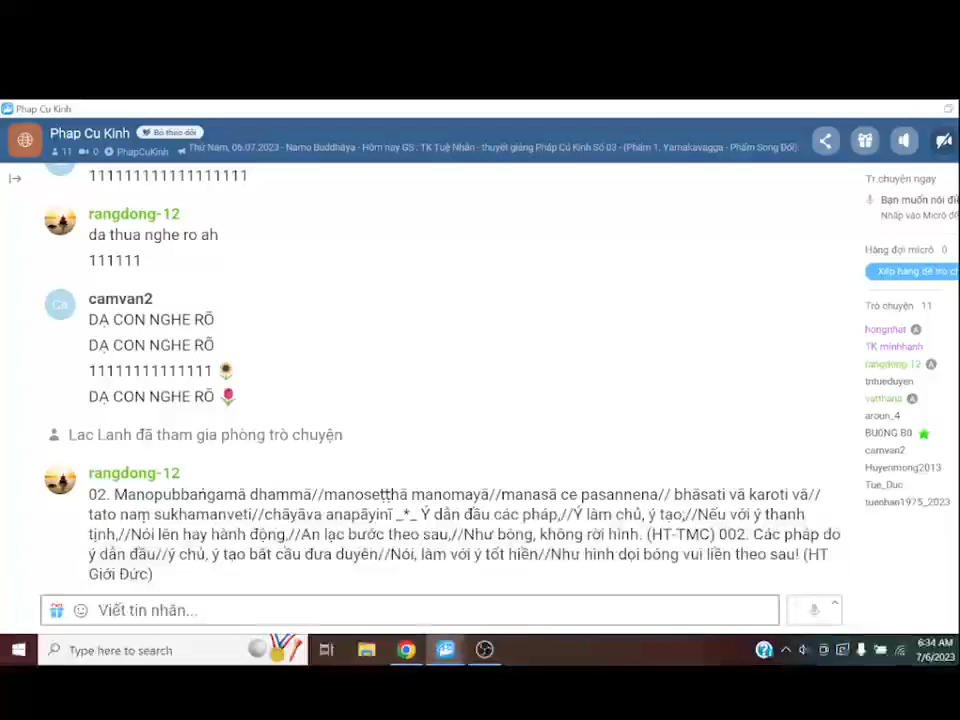 Phap Cu Kinh
Phap Cu Kinh Bỏ theo dõi
11 0 PhapCuKinh Thứ Năm, 06.07.2023 - Namo Buddhāya - Hôm nay GS : TK Tuệ Nhân - thuyết giảng Pháp Cú Kinh Số 03 - (Phẩm 1. Yamakavagga - Phẩm Song Đối):
111111111111111111
rangdong-12
da thua nghe ro ah
111111
Ca camvan2
DẠ CON NGHE RÕ
DẠ CON NGHE RÕ
11111111111111
DẠ CON NGHE RÕ
Lac Lanh đã tham gia phòng trò chuyện
rangdong-12
02. Manopubbaṅgamā dhammā//manoseṭṭhā manomayā//manasā ce pasannena// bhāsati vā karoti vā//
tato naṃ sukhamanveti//chāyāva anapāyinī _*_ Ý dẫn đầu các pháp,//Ý làm chủ, ý tạo;//Nếu với ý thanh
tịnh,//Nói lên hay hành động,//An lạc bước theo sau,//Như bóng, không rời hình. (HT-TMC) 002. Các pháp do
ý dẫn đầu//ý chủ, ý tạo bắt cầu đưa duyên//Nói, làm với ý tốt hiền//Như hình dọi bóng vui liền theo sau! (HT
Giới Đức)
Viết tin nhắn...
Tr.chuyện ngay
Bạn muốn nói
Nhấp vào Micrô
Hàng đợi micrô 0
Xếp hàng để trò
Trò chuyện 11
hongnhat A
TK minhhanh
rangdong-12 A
tntueduyen
vatthana A
aroun_4
BUÔNG BỎ
camvan2
Huyenmong2013
Tue_Duc
tuenhan1975_2023
Type here to search
6:34 AM
7/6/2023